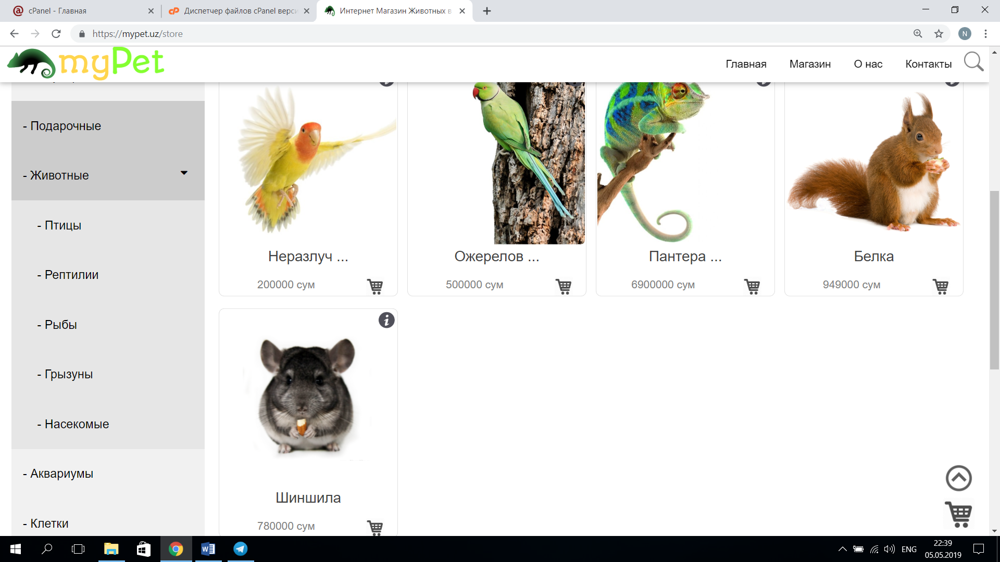 cPanel - Главная
Диспетчер файлов cPanel верси
Интернет Магазин Животных в
https://mypet.uz/store
N
myPet
Главная
Магазин
О нас
Контакты
- Подарочные
- Животные
- Птицы
- Рептилии
- Рыбы
- Грызуны
- Насекомые
- Аквариумы
- Клетки
Неразлуч ...
200000 сум
Ожерелов ...
500000 сум
Пантера ...
6900000 сум
Белка
949000 сум
i
Шиншила
780000 сум
ENG
22:39
05.05.2019